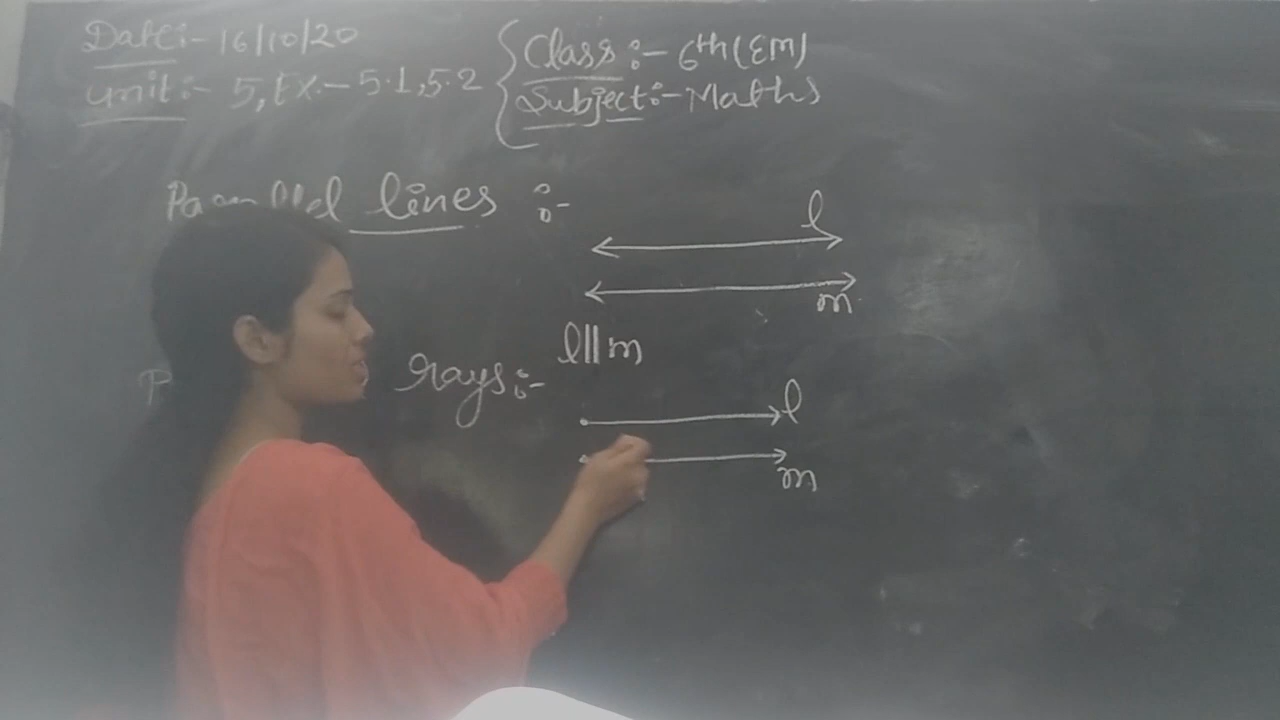 Date:- 16/10/20
Unit:- 5, Ex.- 5.1, 5.2
Class:- 6th (EM)
Subject:- Maths
Parallel lines :-
l
m
l||m
rays:-
l
m